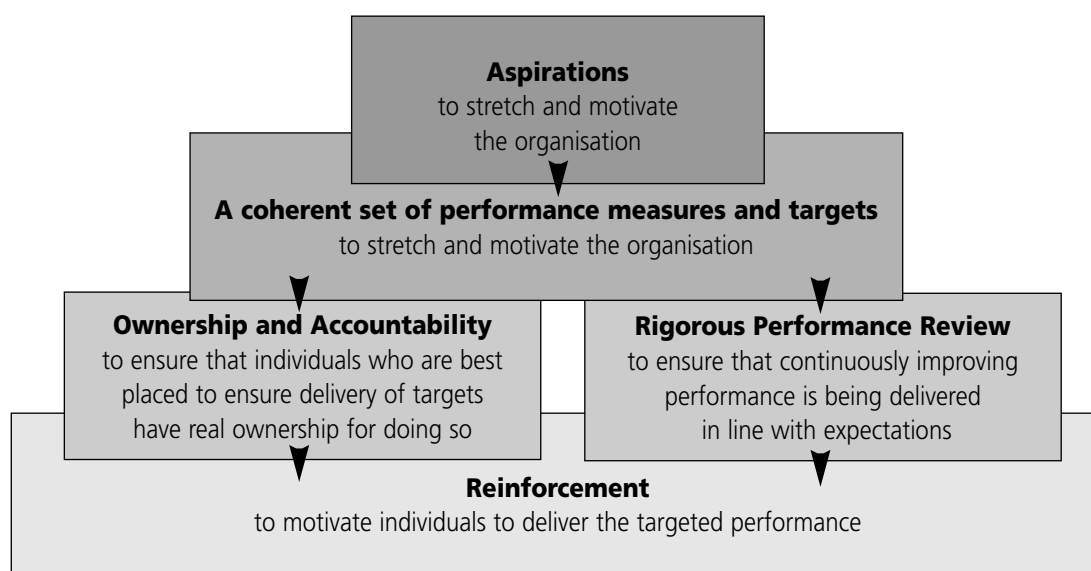 Aspirations
to stretch and motivate
the organisation
A coherent set of performance measures and targets
to stretch and motivate the organisation
Ownership and Accountability
to ensure that individuals who are best
placed to ensure delivery of targets
have real ownership for doing so
Rigorous Performance Review
to ensure that continuously improving
performance is being delivered
in line with expectations
Reinforcement
to motivate individuals to deliver the targeted performance